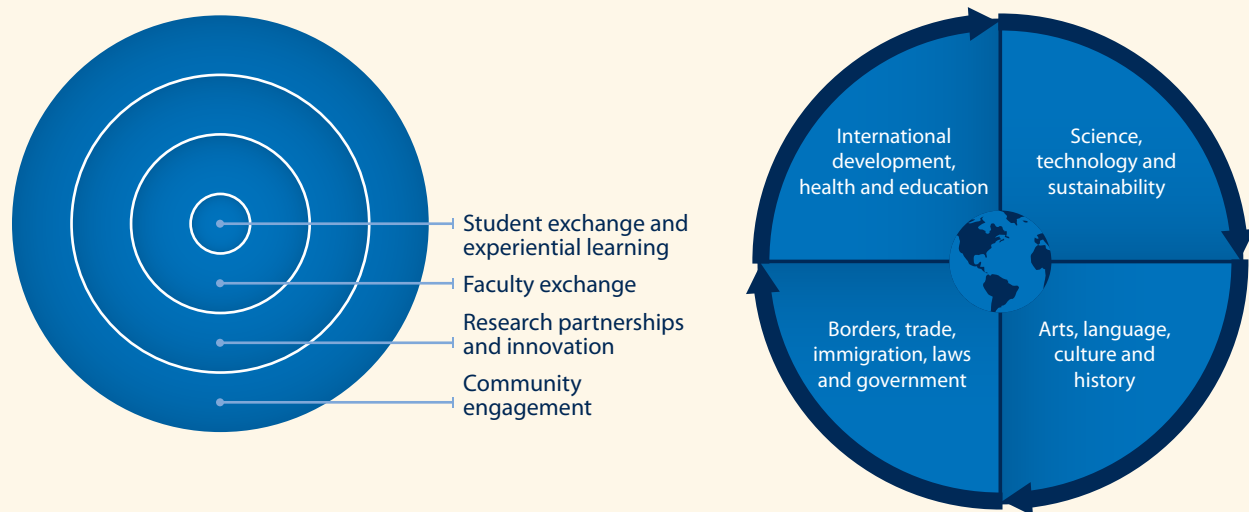 Student exchange and
experiential learning
Faculty exchange
Research partnerships
and innovation
Community
engagement
International
development,
health and education
Science,
technology and
sustainability
Borders, trade,
immigration, laws
and government
Arts, language,
culture and
history